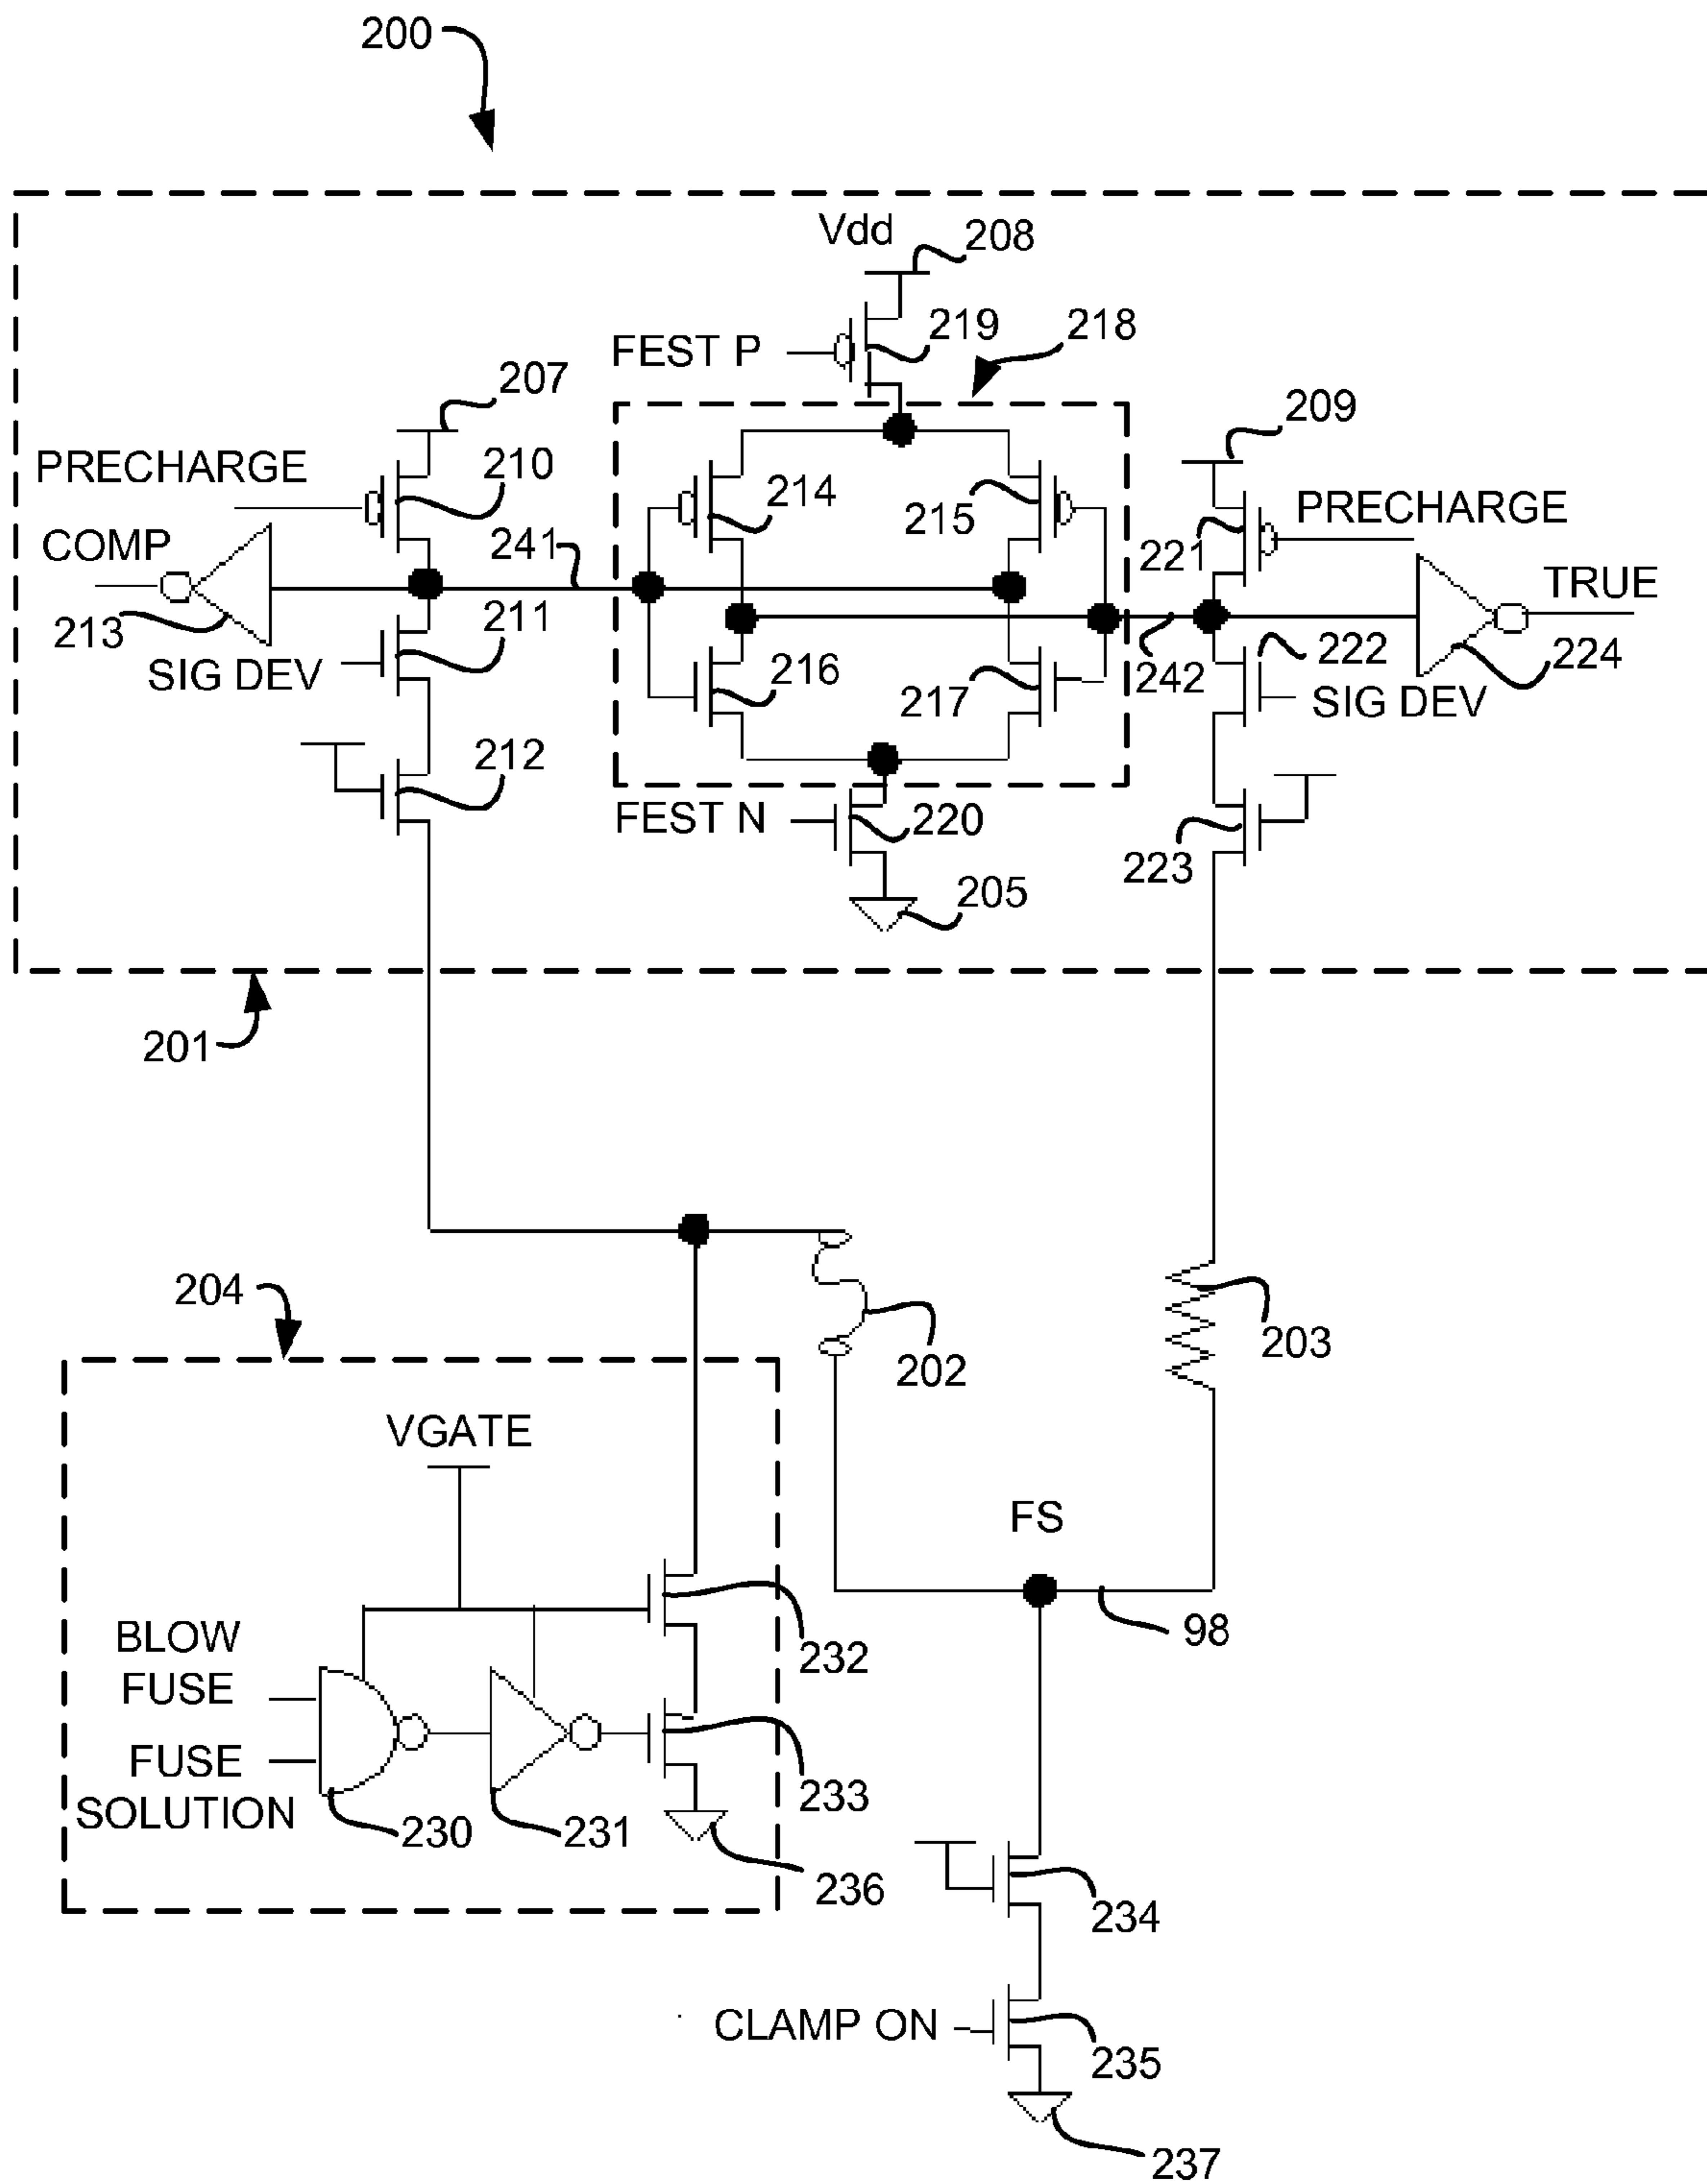 200
Vdd
208
FEST P
219
218
207
209
PRECHARGE
210
214
215
221
PRECHARGE
COMP
241
TRUE
213
211
222
224
SIG DEV
216
217
242
SIG DEV
212
FEST N
220
223
205
201
204
202
203
VGATE
FS
BLOW
FUSE
232
98
FUSE
SOLUTION
230
231
233
236
234
CLAMP ON
235
237